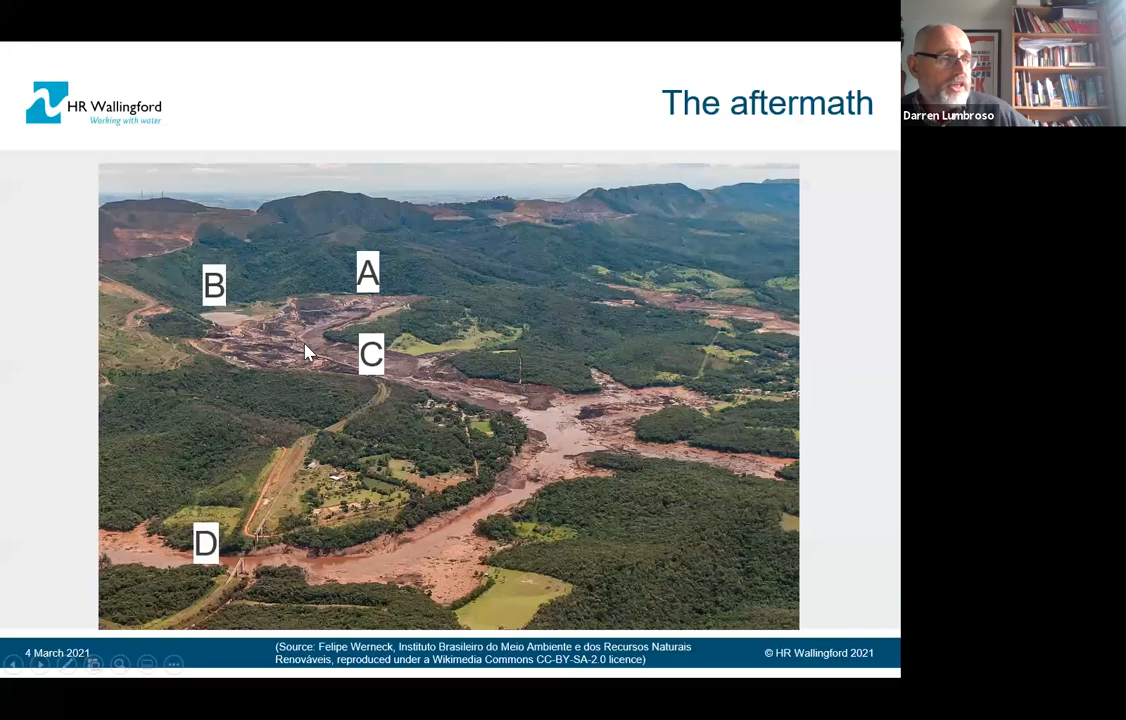 HR Wallingford
Working with water
The aftermath
Darren Lumbroso
A
B
C
D
4 March 2021
(Source: Felipe Werneck, Instituto Brasileiro do Meio Ambiente e dos Recursos Naturais
Renováveis, reproduced under a Wikimedia Commons CC-BY-SA-2.0 licence)
© HR Wallingford